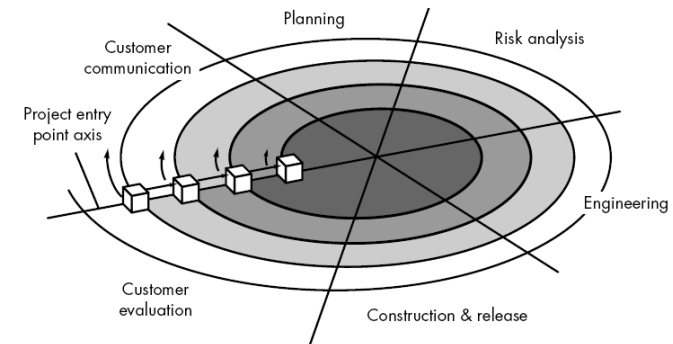 Planning
Risk analysis
Customer
communication
Project entry
point axis
Engineering
Customer
evaluation
Construction & release